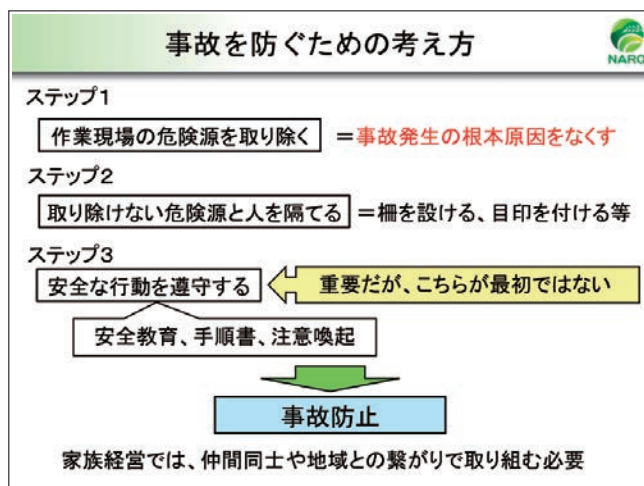 事故を防ぐための考え方
NARO
ステップ1
作業現場の危険源を取り除く =事故発生の根本原因をなくす
ステップ2
取り除けない危険源と人を隔てる =柵を設ける、目印を付ける等
ステップ3
安全な行動を遵守する 重要だが、こちらが最初ではない
安全教育、手順書、注意喚起
事故防止
家族経営では、仲間同士や地域との繋がりで取り組む必要